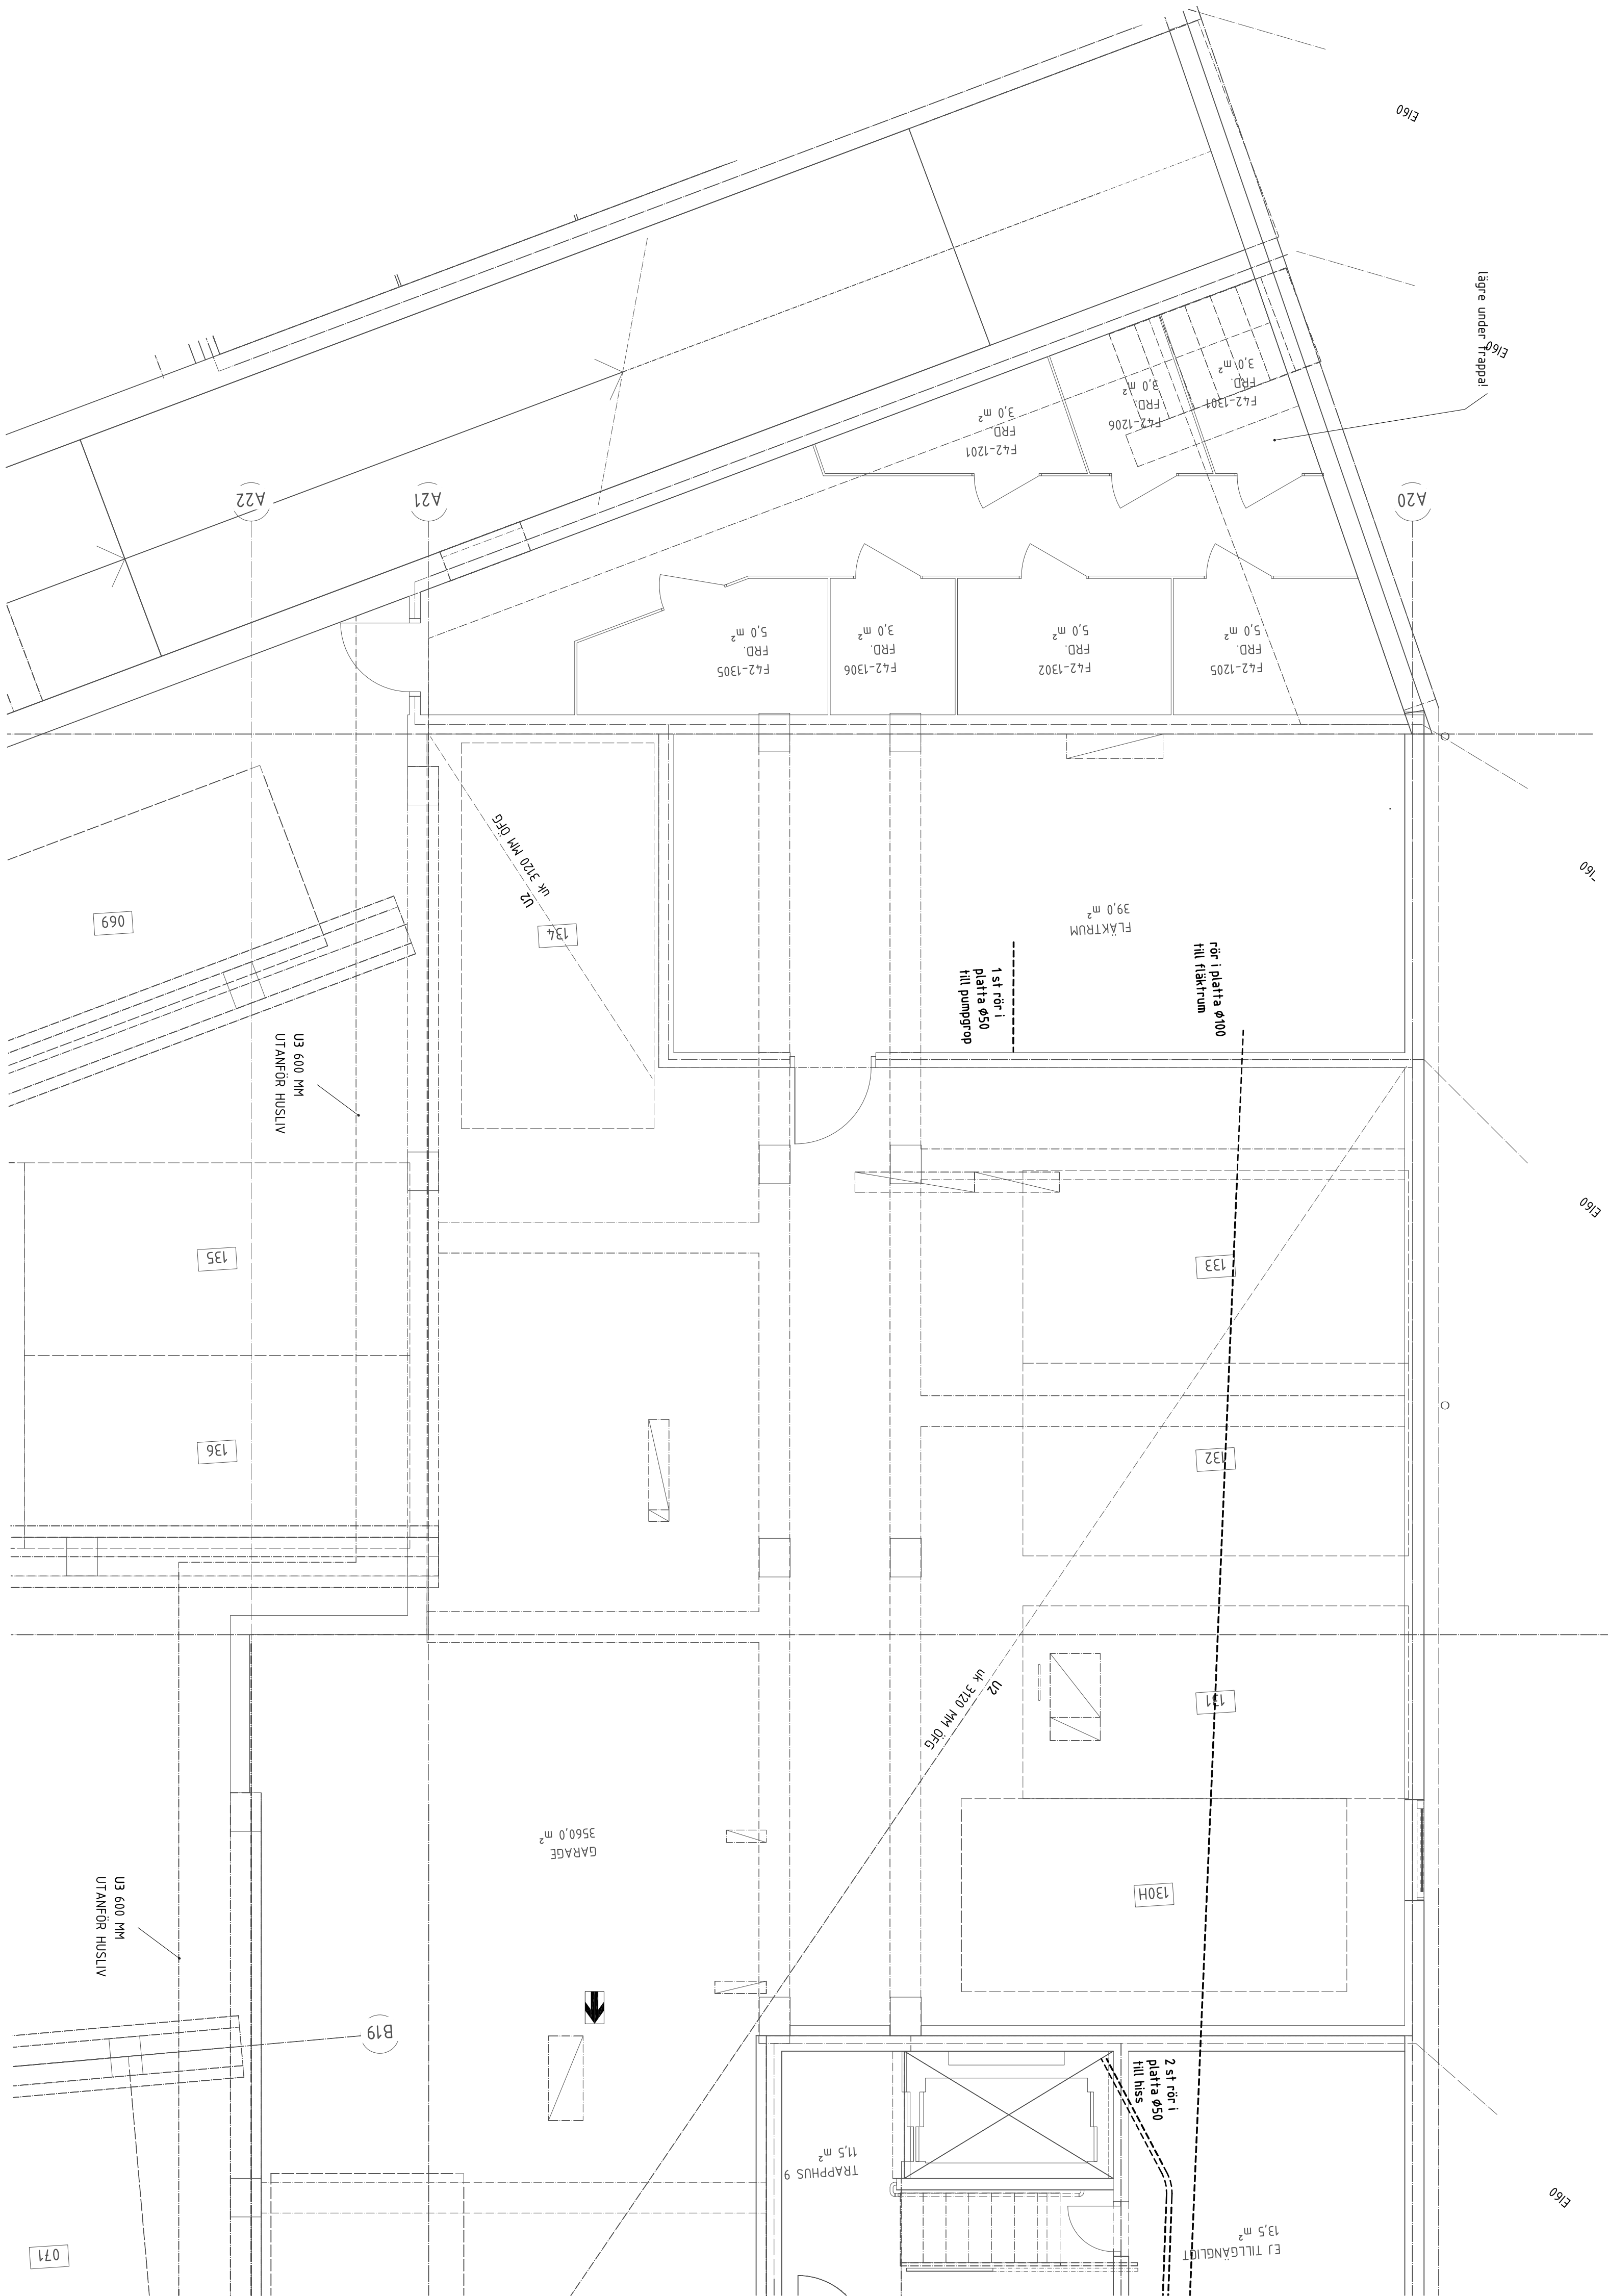 EI60
lägre under Trappa!
EI60
F42-1301
FRD.
3,0 m²
F42-1206
FRD.
3,0 m²
F42-1201
FRD.
3,0 m²
A22
A21
A20
F42-1305
FRD.
5,0 m²
F42-1306
FRD.
3,0 m²
F42-1302
FRD.
5,0 m²
F42-1205
FRD.
5,0 m²
U2
uk 3120 MM ÖFG
069
134
FLÄKTRUM
39,0 m²
1 st rör i
platta ø50
till pumpgrop
rör i platta ø100
till fläktrum
U3 600 MM
UTANFÖR HUSLIV
EI60
135
133
136
132
U2
uk 3120 MM ÖFG
131
GARAGE
3560,0 m²
130H
U3 600 MM
UTANFÖR HUSLIV
B19
2 st rör i
platta ø50
till hiss
TRAPPHUS 9
11,5 m²
EJ TILLGÄNGLIGT
13,5 m²
EI60
071